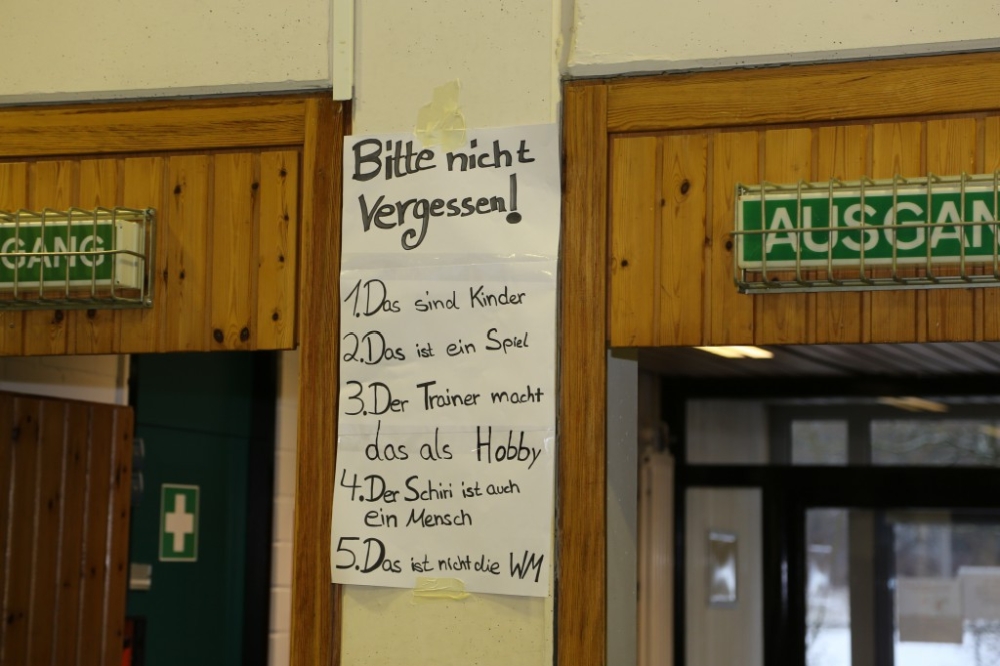 Bitte nicht
Vergessen!
1. Das sind Kinder
2. Das ist ein Spiel
3. Der Trainer macht
das als Hobby
4. Der Schiri ist auch
ein Mensch
5. Das ist nicht die WM
GANG
AUSGAN